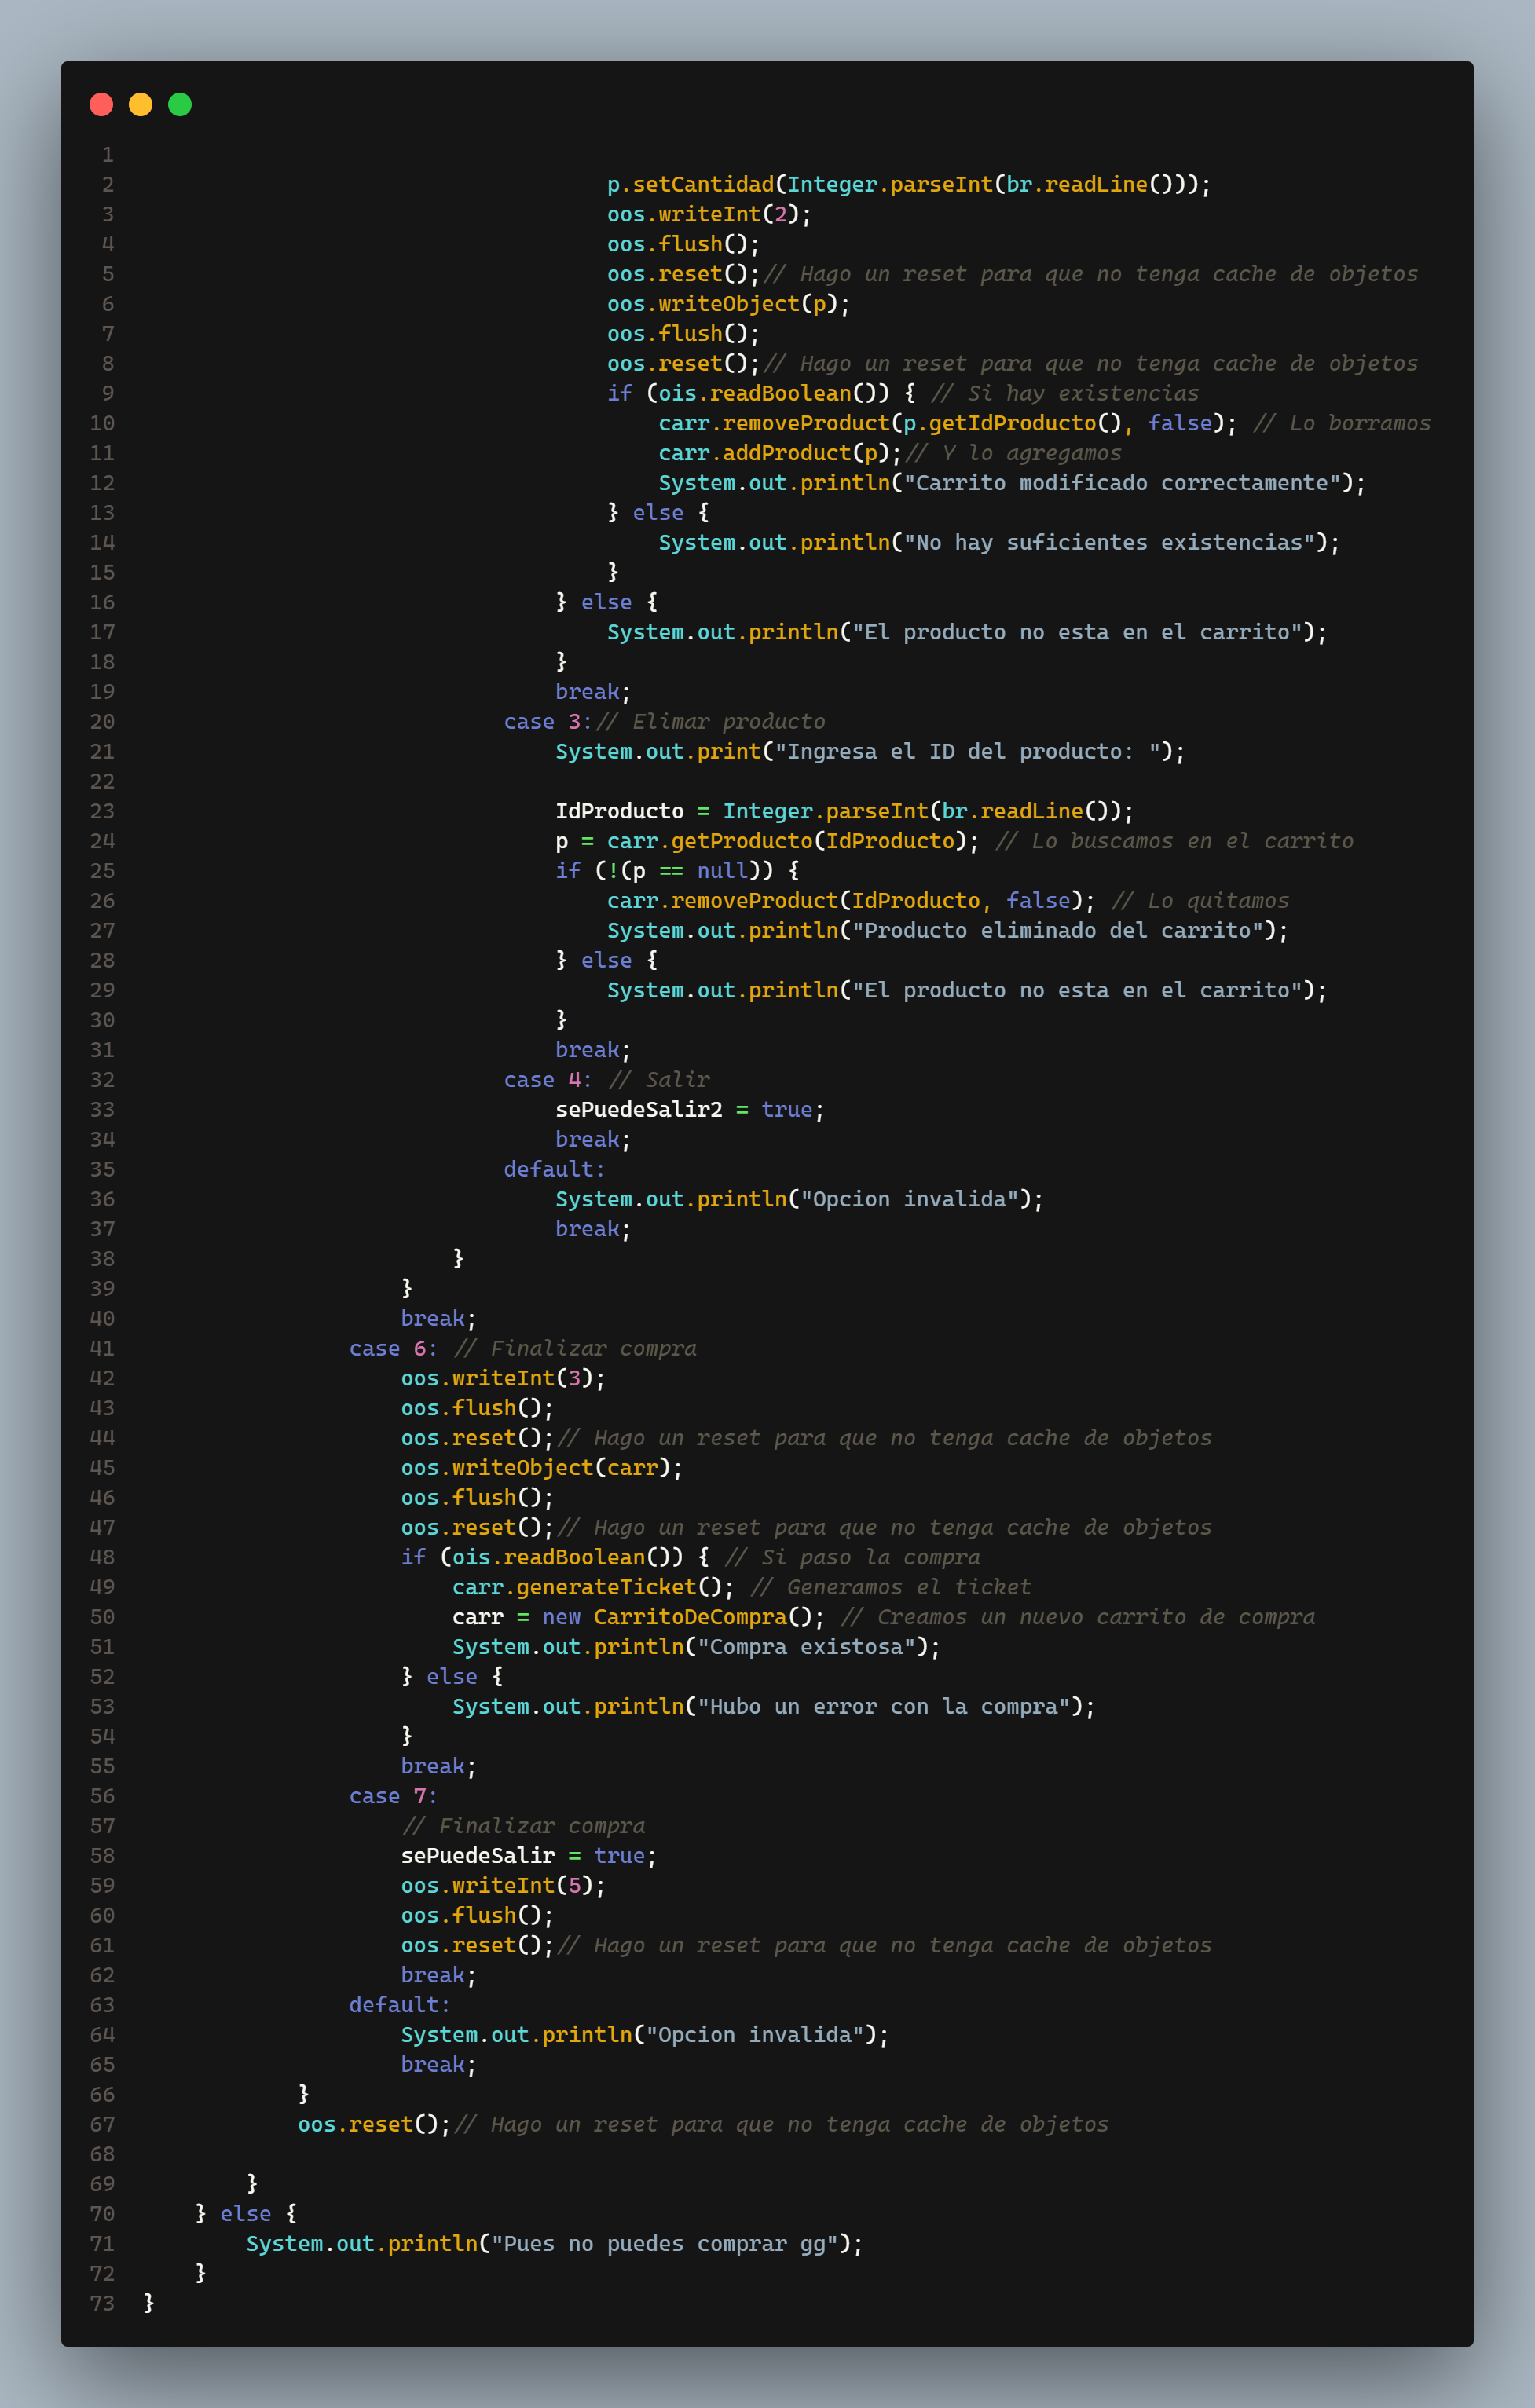 1
2                                     p.setCantidad(Integer.parseInt(br.readLine()));
3                                     oos.writeInt(2);
4                                     oos.flush();
5                                     oos.reset();// Hago un reset para que no tenga cache de objetos
6                                     oos.writeObject(p);
7                                     oos.flush();
8                                     oos.reset();// Hago un reset para que no tenga cache de objetos
9                                     if (ois.readBoolean()) { // Si hay existencias
10                                        carr.removeProduct(p.getIdProducto(), false); // Lo borramos
11                                        carr.addProduct(p);// Y lo agregamos
12                                        System.out.println("Carrito modificado correctamente");
13                                    } else {
14                                        System.out.println("No hay suficientes existencias");
15                                    }
16                                } else {
17                                    System.out.println("El producto no esta en el carrito");
18                                }
19                                break;
20                            case 3:// Elimar producto
21                                System.out.print("Ingresa el ID del producto: ");
22
23                                IdProducto = Integer.parseInt(br.readLine());
24                                p = carr.getProducto(IdProducto); // Lo buscamos en el carrito
25                                if (!(p == null)) {
26                                    carr.removeProduct(IdProducto, false); // Lo quitamos
27                                    System.out.println("Producto eliminado del carrito");
28                                } else {
29                                    System.out.println("El producto no esta en el carrito");
30                                }
31                                break;
32                            case 4: // Salir
33                                sePuedeSalir2 = true;
34                                break;
35                            default:
36                                System.out.println("Opcion invalida");
37                                break;
38                        }
39                    }
40                    break;
41                case 6: // Finalizar compra
42                    oos.writeInt(3);
43                    oos.flush();
44                    oos.reset();// Hago un reset para que no tenga cache de objetos
45                    oos.writeObject(carr);
46                    oos.flush();
47                    oos.reset();// Hago un reset para que no tenga cache de objetos
48                    if (ois.readBoolean()) { // Si paso la compra
49                        carr.generateTicket(); // Generamos el ticket
50                        carr = new CarritoDeCompra(); // Creamos un nuevo carrito de compra
51                        System.out.println("Compra existosa");
52                    } else {
53                        System.out.println("Hubo un error con la compra");
54                    }
55                    break;
56                case 7:
57                    // Finalizar compra
58                    sePuedeSalir = true;
59                    oos.writeInt(5);
60                    oos.flush();
61                    oos.reset();// Hago un reset para que no tenga cache de objetos
62                    break;
63                default:
64                    System.out.println("Opcion invalida");
65                    break;
66            }
67            oos.reset();// Hago un reset para que no tenga cache de objetos
68
69        }
70    } else {
71        System.out.println("Pues no puedes comprar gg");
72    }
73 }